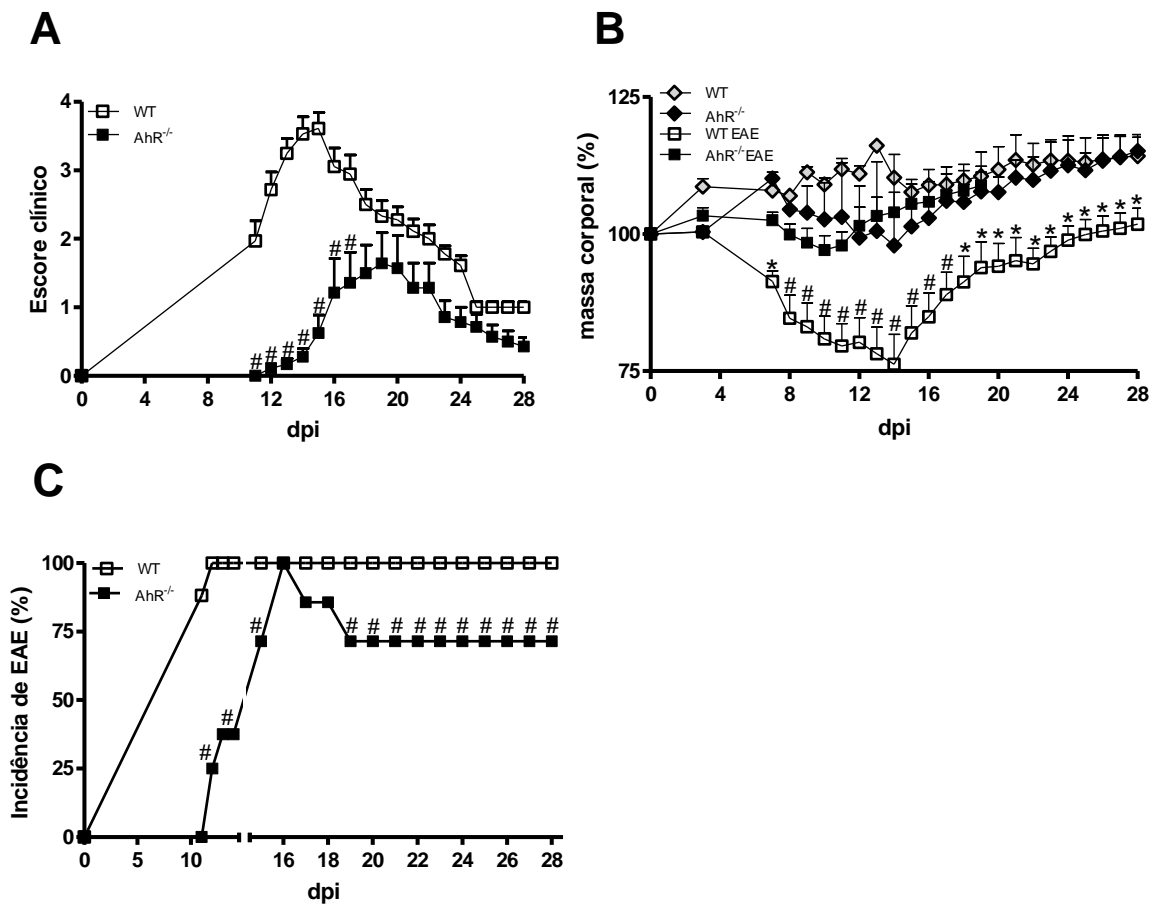 A
Escore clínico
4
3
2
1
0
WT
AhR-/-
# # # # # # #
0 4 8 12 16 20 24 28
dpi
B
massa corporal (%)
125
100
75
WT
AhR-/-
WT EAE
AhR-/-EAE
* # # # # # # # # # # * * * * * * * * * * *
0 4 8 12 16 20 24 28
dpi
C
Incidência de EAE (%)
100
75
50
25
0
WT
AhR-/-
# # # # # # # # # # # # #
0 5 10 16 18 20 22 24 26 28
dpi